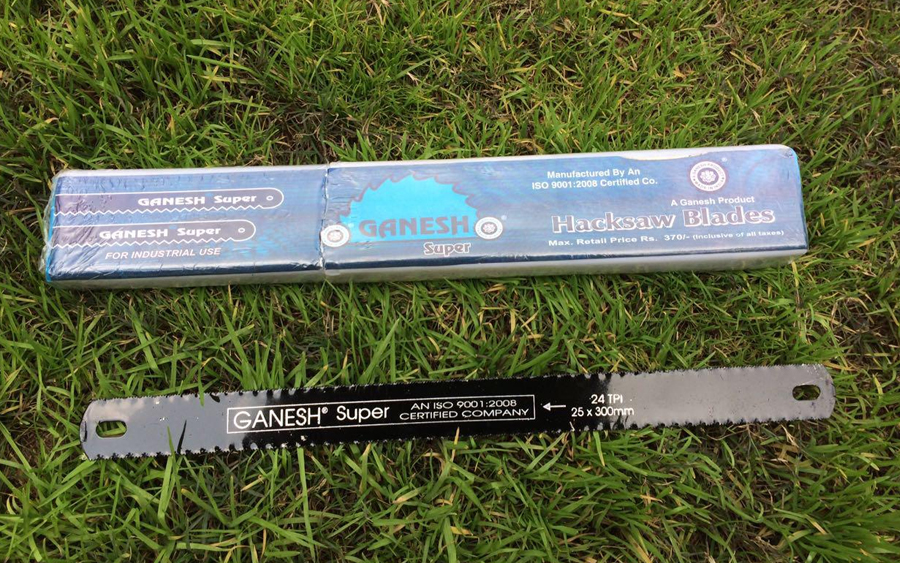 GANESH Super
GANESH Super
FOR INDUSTRIAL USE
GANESH®
Super
Manufactured By An
ISO 9001:2008 Certified Co.
A Ganesh Product
Hacksaw Blades
Max. Retail Price Rs. 370/- (Inclusive of all taxes)
GANESH® Super
AN ISO 9001:2008
CERTIFIED COMPANY
24 TPI
25 x 300mm